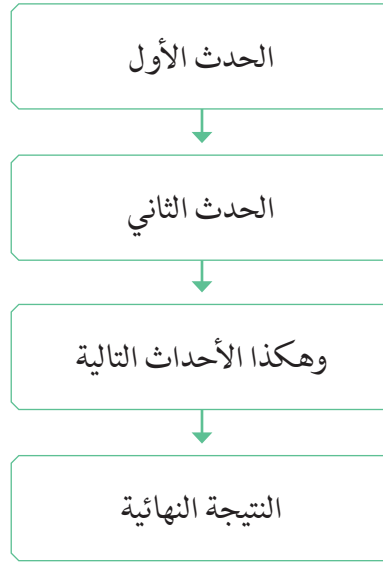 الحدث الأول
الحدث الثاني
وهكذا الأحداث التالية
النتيجة النهائية